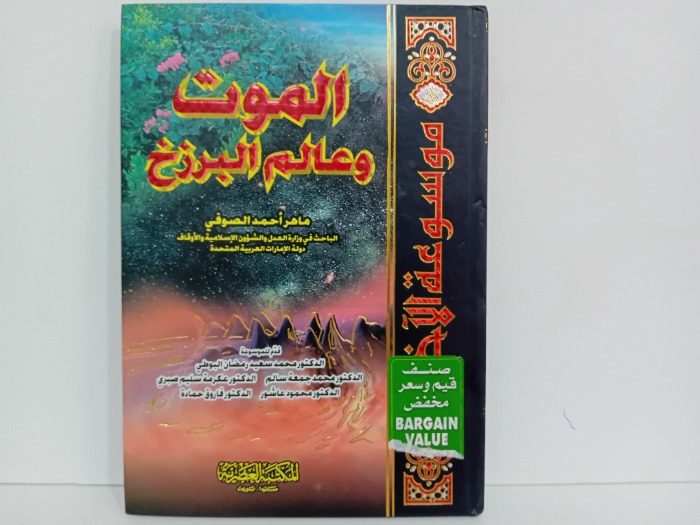 الموت
وعالم البرزخ
ماهر أحمد الصوفي
الباحث في وزارة العدل والشؤون الإسلامية والأوقاف
دولة الإمارات العربية المتحدة
قدم للموسوعة
الدكتور محمد سعيد رمضان البوطي
الدكتور محمد جمعة سالم الدكتور عكرمة سليم صبري
الدكتور محمود عاشور الدكتور فاروق حمادة
المكتبة العصرية
موسوعة
صنف
قيم وسعر
مخفض
BARGAIN
VALUE